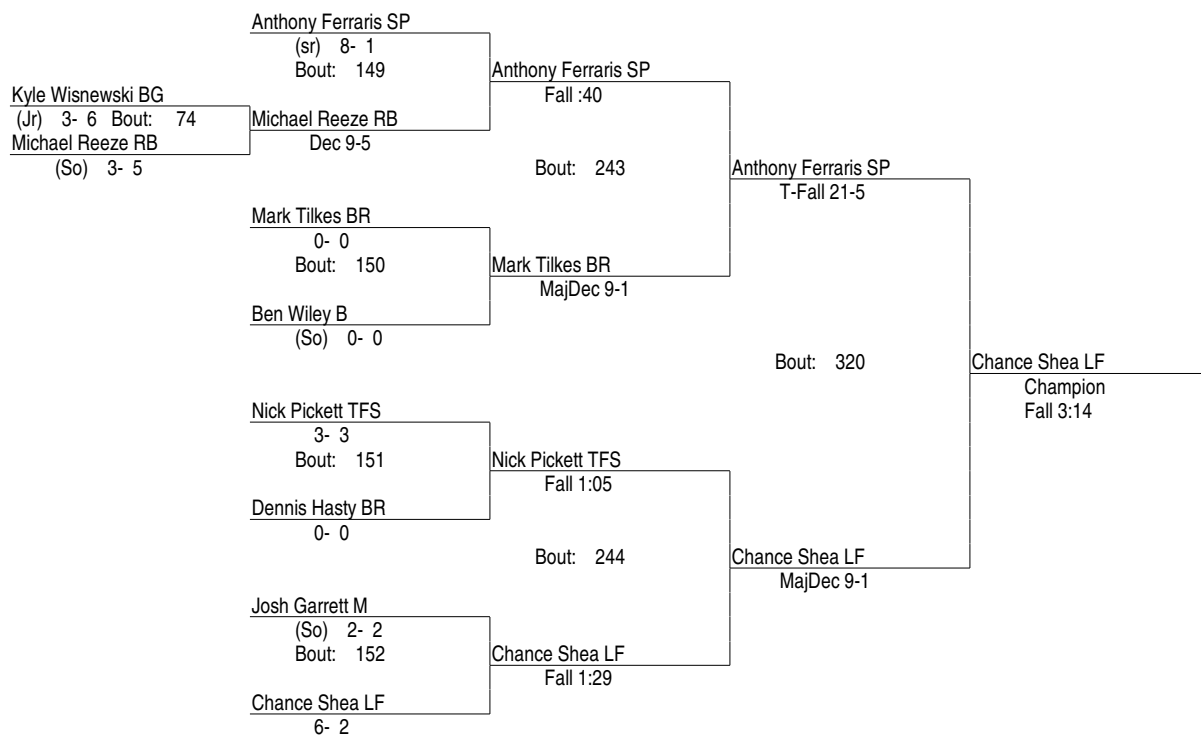 Anthony Ferraris SP
(sr) 8- 1
Bout: 149
Anthony Ferraris SP
Fall :40
Kyle Wisnewski BG
(Jr) 3- 6 Bout: 74
Michael Reeze RB
(So) 3- 5
Michael Reeze RB
Dec 9-5
Bout: 243
Anthony Ferraris SP
T-Fall 21-5
Mark Tilkes BR
0- 0
Bout: 150
Mark Tilkes BR
MajDec 9-1
Ben Wiley B
(So) 0- 0
Bout: 320
Chance Shea LF
Champion
Fall 3:14
Nick Pickett TFS
3- 3
Bout: 151
Nick Pickett TFS
Fall 1:05
Dennis Hasty BR
0- 0
Bout: 244
Chance Shea LF
MajDec 9-1
Josh Garrett M
(So) 2- 2
Bout: 152
Chance Shea LF
Fall 1:29
Chance Shea LF
6- 2